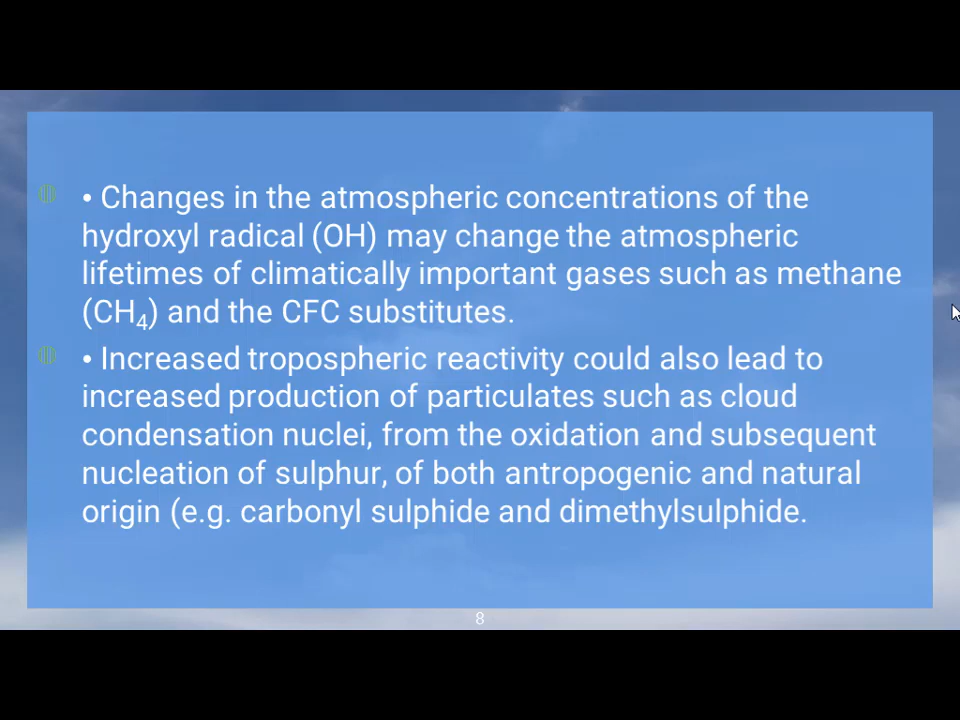 • Changes in the atmospheric concentrations of the
hydroxyl radical (OH) may change the atmospheric
lifetimes of climatically important gases such as methane
(CH₄) and the CFC substitutes.
• Increased tropospheric reactivity could also lead to
increased production of particulates such as cloud
condensation nuclei, from the oxidation and subsequent
nucleation of sulphur, of both antropogenic and natural
origin (e.g. carbonyl sulphide and dimethylsulphide.
8